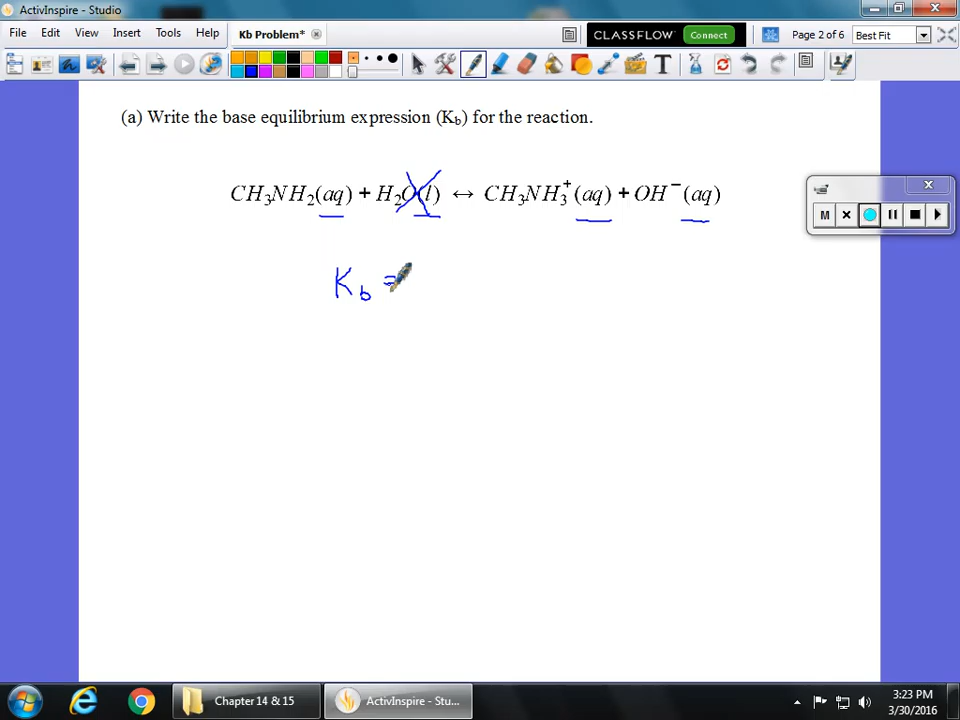 ActivInspire - Studio
File Edit View Insert Tools Help Kb Problem* CLASSFLOW Connect Page 2 of 6 Best Fit
(a) Write the base equilibrium expression (K_b) for the reaction.
CH₃NH₂(aq) + H₂O(l) ↔ CH₃NH₃⁺(aq) + OH⁻(aq)
M
K_b =
Chapter 14 & 15 ActivInspire - Stu... 3:23 PM
3/30/2016